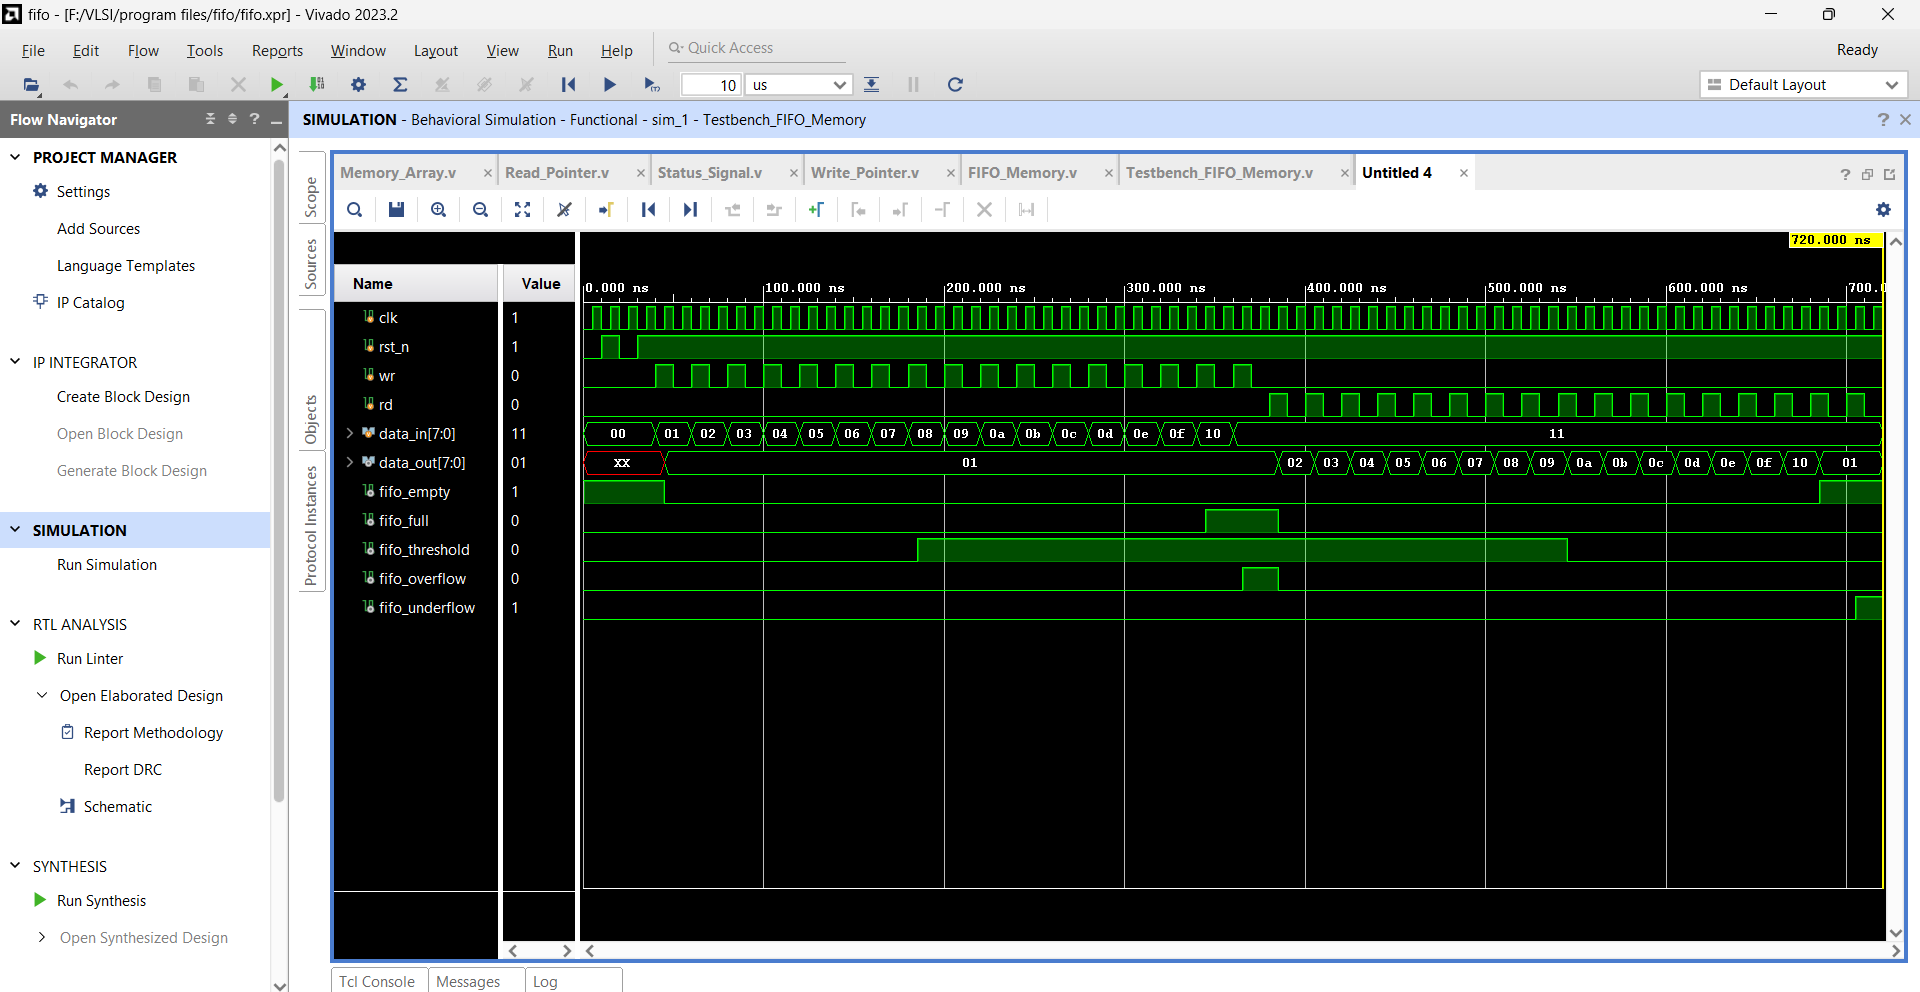 fifo - [F:/VLSI/program files/fifo/fifo.xpr] - Vivado 2023.2
File Edit Flow Tools Reports Window Layout View Run Help Quick Access Ready
10 us Default Layout
Flow Navigator ? _
SIMULATION - Behavioral Simulation - Functional - sim_1 - Testbench_FIFO_Memory
PROJECT MANAGER
Settings
Add Sources
Language Templates
IP Catalog
IP INTEGRATOR
Create Block Design
Open Block Design
Generate Block Design
SIMULATION
Run Simulation
RTL ANALYSIS
Run Linter
Open Elaborated Design
Report Methodology
Report DRC
Schematic
SYNTHESIS
Run Synthesis
Open Synthesized Design
Scope
Sources
Objects
Protocol Instances
Memory_Array.v Read_Pointer.v Status_Signal.v Write_Pointer.v FIFO_Memory.v Testbench_FIFO_Memory.v Untitled 4
720.000 ns
Name Value 0.000 ns 100.000 ns 200.000 ns 300.000 ns 400.000 ns 500.000 ns 600.000 ns 700.0
clk 1
rst_n 1
wr 0
rd 0
data_in[7:0] 11 00 01 02 03 04 05 06 07 08 09 0a 0b 0c 0d 0e 0f 10 11
data_out[7:0] 01 XX 01 02 03 04 05 06 07 08 09 0a 0b 0c 0d 0e 0f 10 01
fifo_empty 1
fifo_full 0
fifo_threshold 0
fifo_overflow 0
fifo_underflow 1
Tcl Console Messages Log